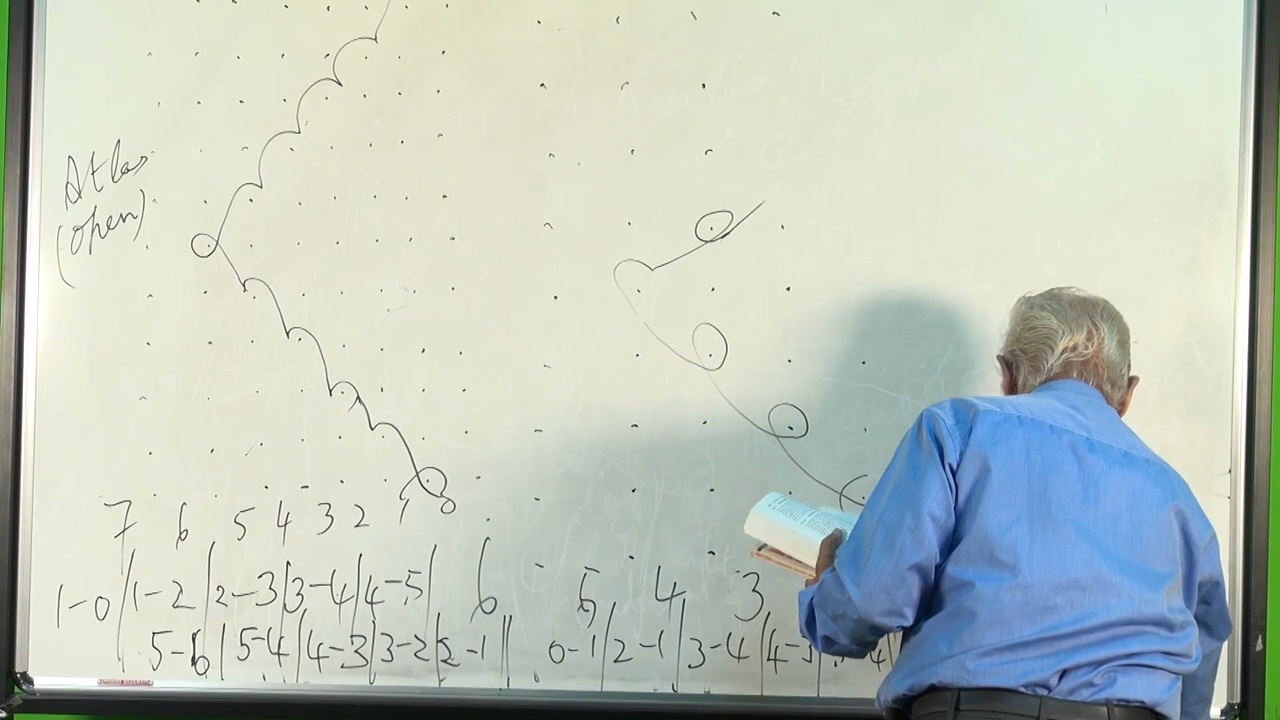 Atlas
(open)
7 6 5 4 3 2 1 8
6 5 4 3
1-0 | 1-2 | 2-3 | 3-4 | 4-5 |
5-6 | 5-4 | 4-3 | 3-2 | 2-1 || 0-1 | 2-1 | 3-4 |